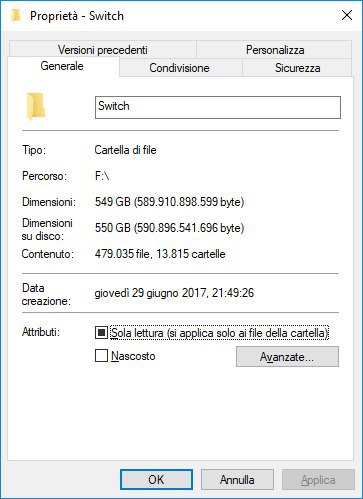 Proprietà - Switch
Versioni precedenti Personalizza
Generale Condivisione Sicurezza
Switch
Tipo: Cartella di file
Percorso: F:\
Dimensioni: 549 GB (589.910.898.599 byte)
Dimensioni
su disco: 550 GB (590.896.541.696 byte)
Contenuto: 479.035 file, 13.815 cartelle
Data
creazione: giovedì 29 giugno 2017, 21:49:26
Attributi: Sola lettura (si applica solo ai file della cartella)
Nascosto Avanzate...
OK Annulla Applica